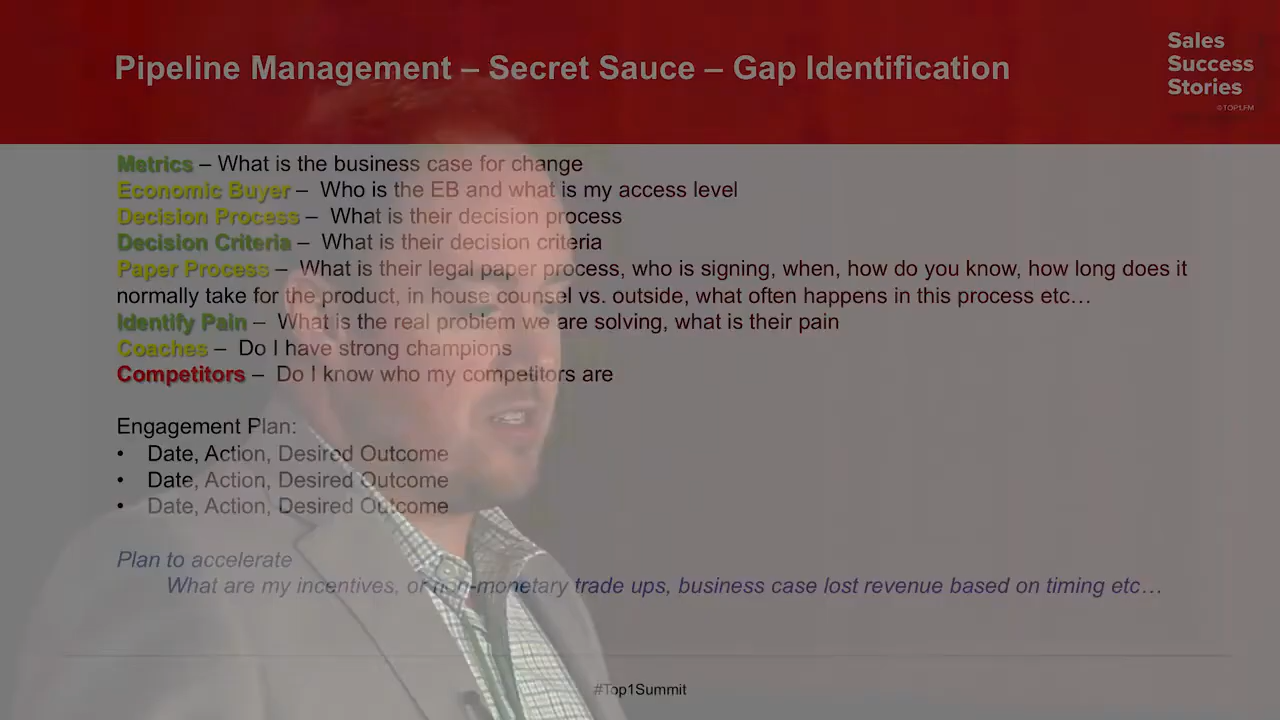 Pipeline Management – Secret Sauce – Gap Identification
Sales
Success
Stories
©TOP1.FM
Metrics – What is the business case for change
Economic Buyer – Who is the EB and what is my access level
Decision Process – What is their decision process
Decision Criteria – What is their decision criteria
Paper Process – What is their legal paper process, who is signing, when, how do you know, how long does it
normally take for the product, in house counsel vs. outside, what often happens in this process etc…
Identify Pain – What is the real problem we are solving, what is their pain
Coaches – Do I have strong champions
Competitors – Do I know who my competitors are
Engagement Plan:
• Date, Action, Desired Outcome
• Date, Action, Desired Outcome
• Date, Action, Desired Outcome
Plan to accelerate
What are my incentives, or non-monetary trade ups, business case lost revenue based on timing etc…
#Top1Summit